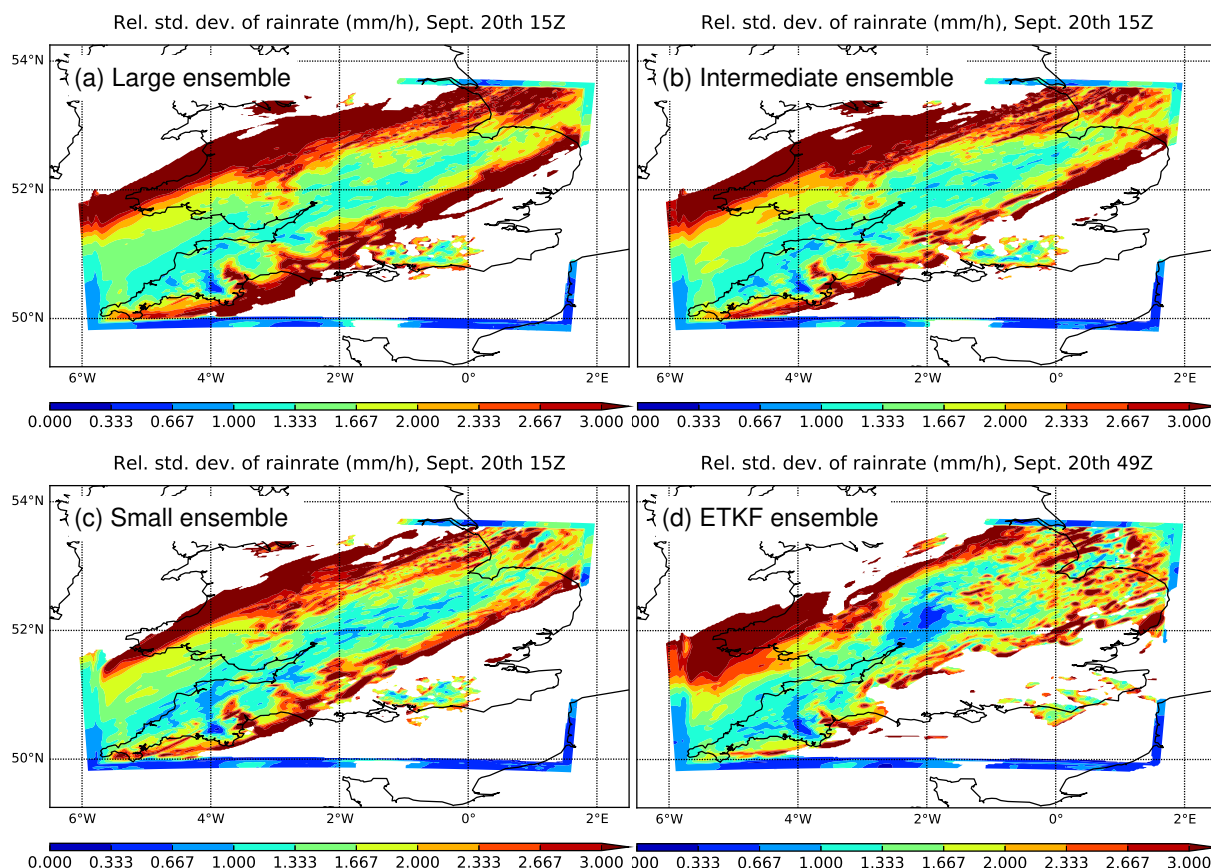 Rel. std. dev. of rainrate (mm/h), Sept. 20th 15Z
Rel. std. dev. of rainrate (mm/h), Sept. 20th 15Z
(a) Large ensemble
(b) Intermediate ensemble
54°N
52°N
50°N
6°W 4°W 2°W 0° 2°E
6°W 4°W 2°W 0° 2°E
0.000 0.333 0.667 1.000 1.333 1.667 2.000 2.333 2.667 3.000
.000 0.333 0.667 1.000 1.333 1.667 2.000 2.333 2.667 3.000
Rel. std. dev. of rainrate (mm/h), Sept. 20th 15Z
Rel. std. dev. of rainrate (mm/h), Sept. 20th 49Z
(c) Small ensemble
(d) ETKF ensemble
54°N
52°N
50°N
6°W 4°W 2°W 0° 2°E
6°W 4°W 2°W 0° 2°E
0.000 0.333 0.667 1.000 1.333 1.667 2.000 2.333 2.667 3.000
.000 0.333 0.667 1.000 1.333 1.667 2.000 2.333 2.667 3.000